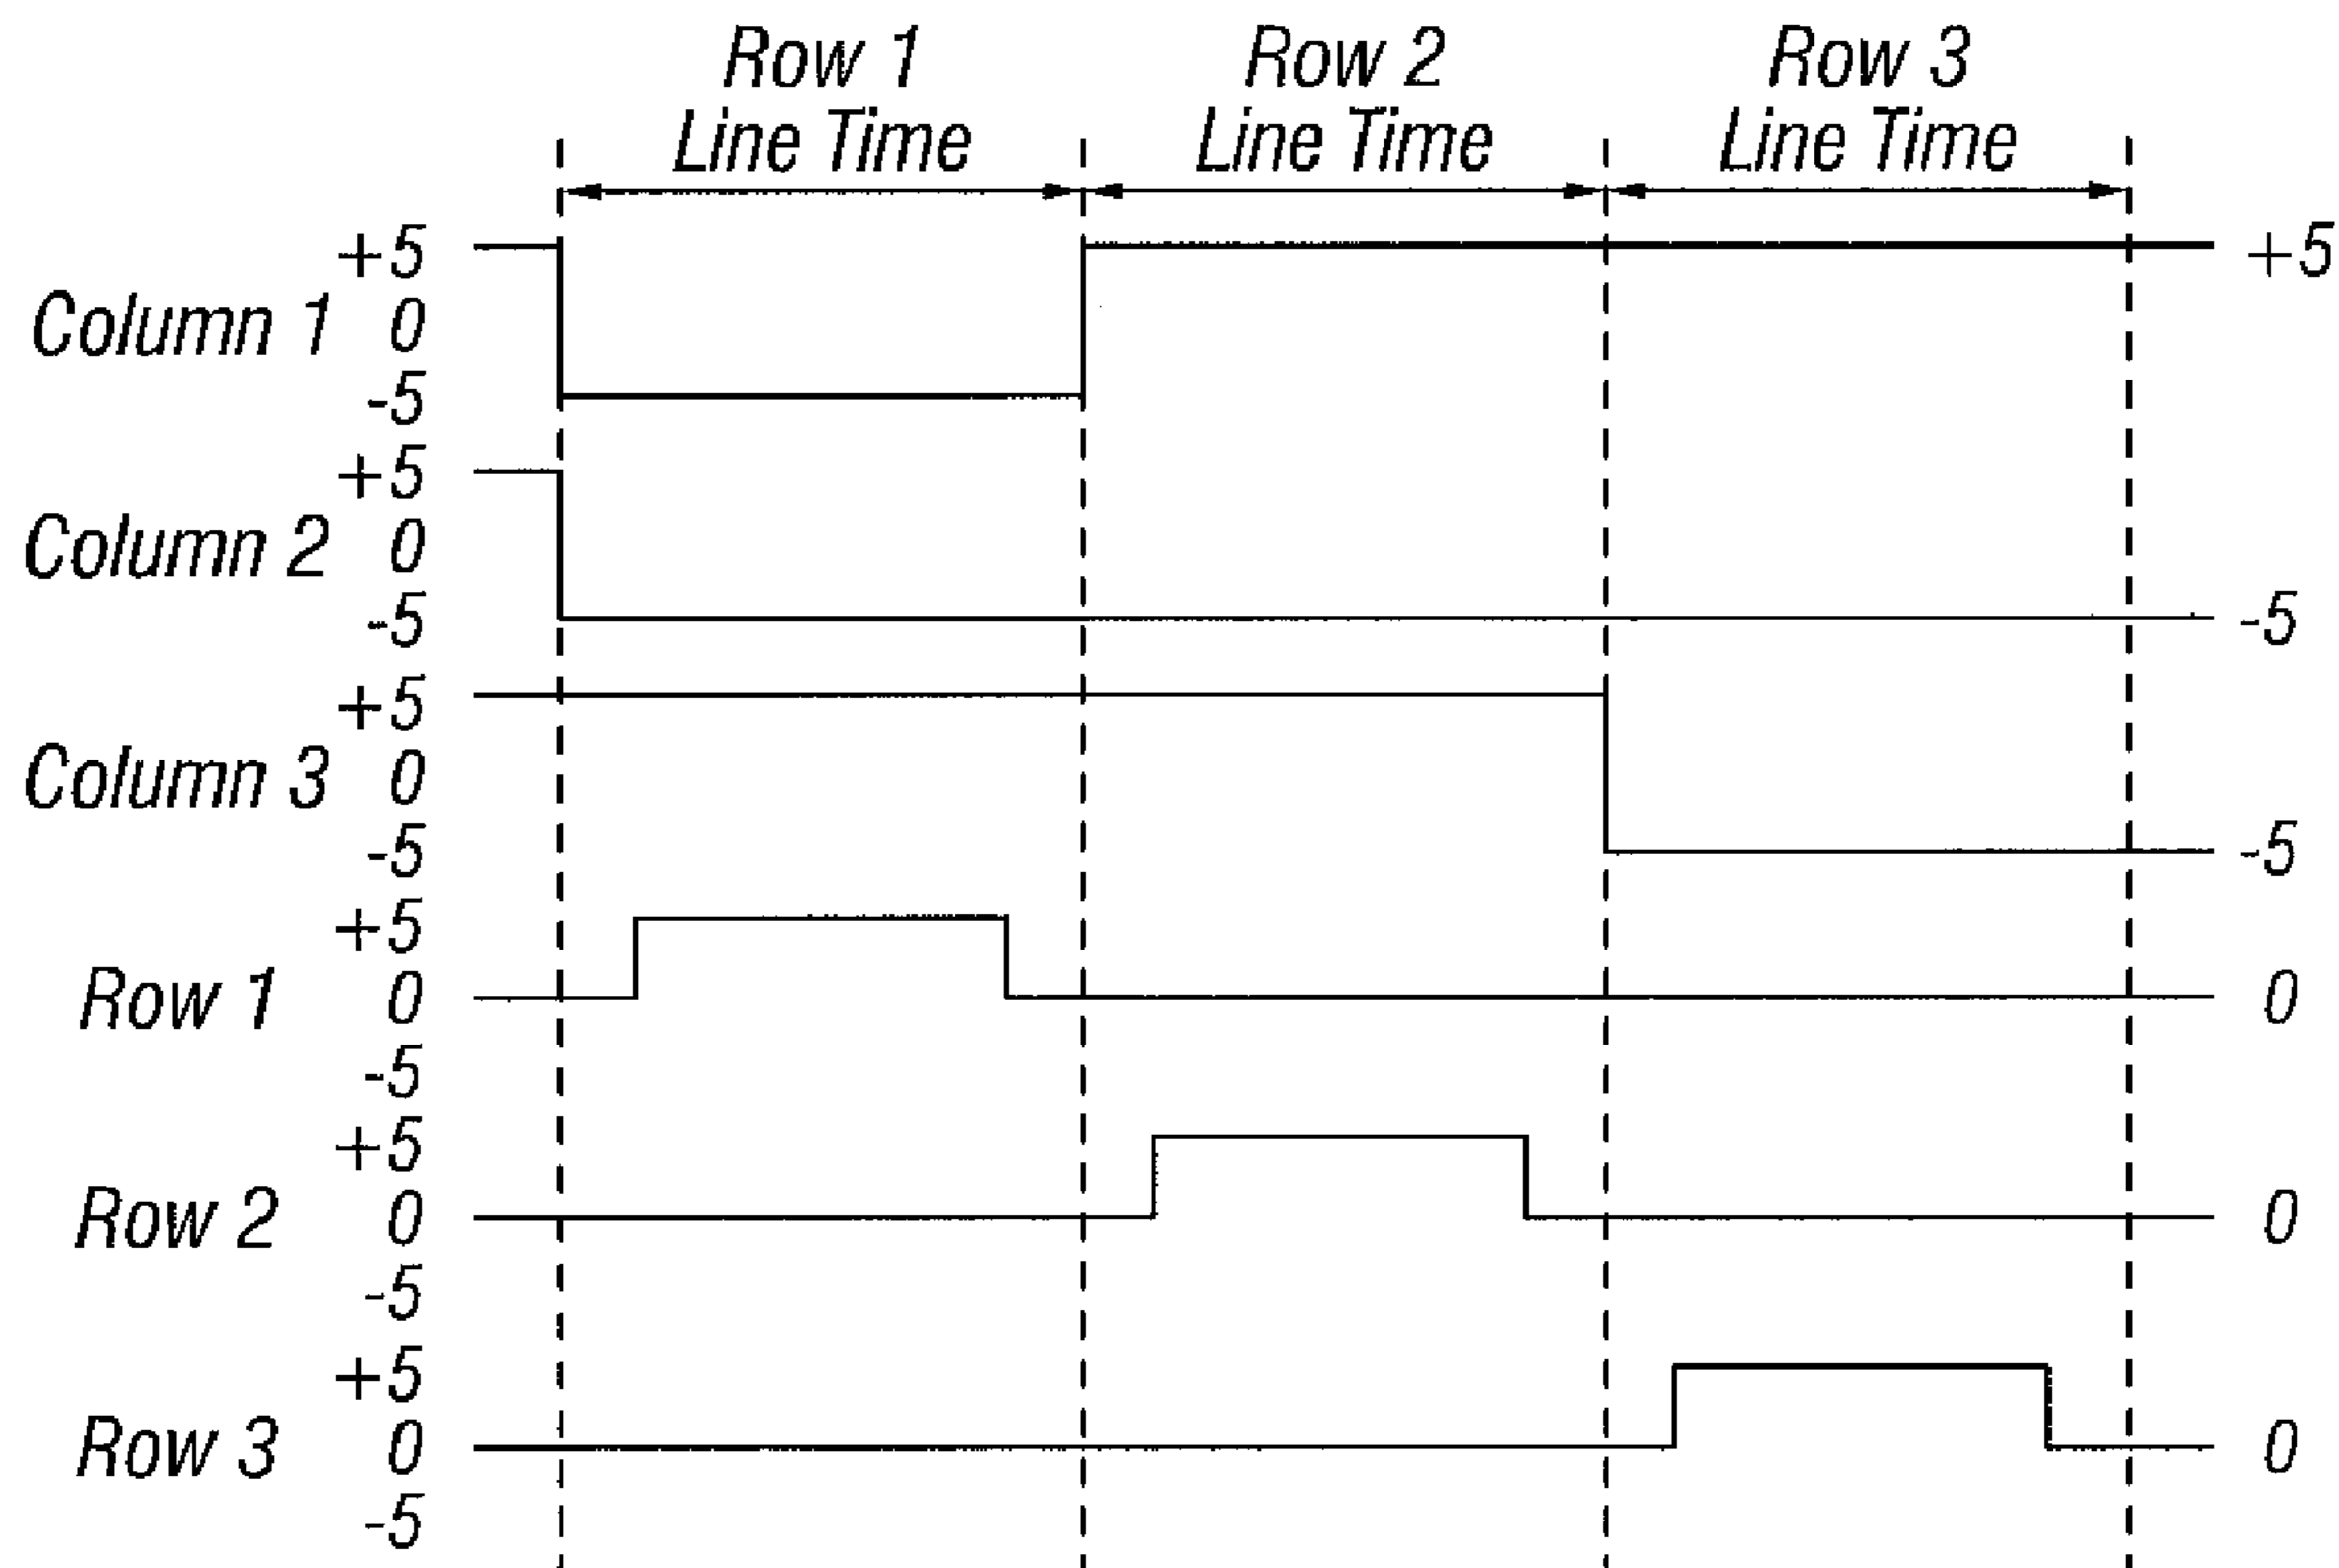 Row 1 Row 2 Row 3
Line Time Line Time Line Time
+5 +5
Column 1 0
-5
+5
Column 2 0
-5 -5
+5
Column 3 0
-5 -5
+5
Row 1 0 0
-5
+5
Row 2 0 0
-5
+5
Row 3 0 0
-5